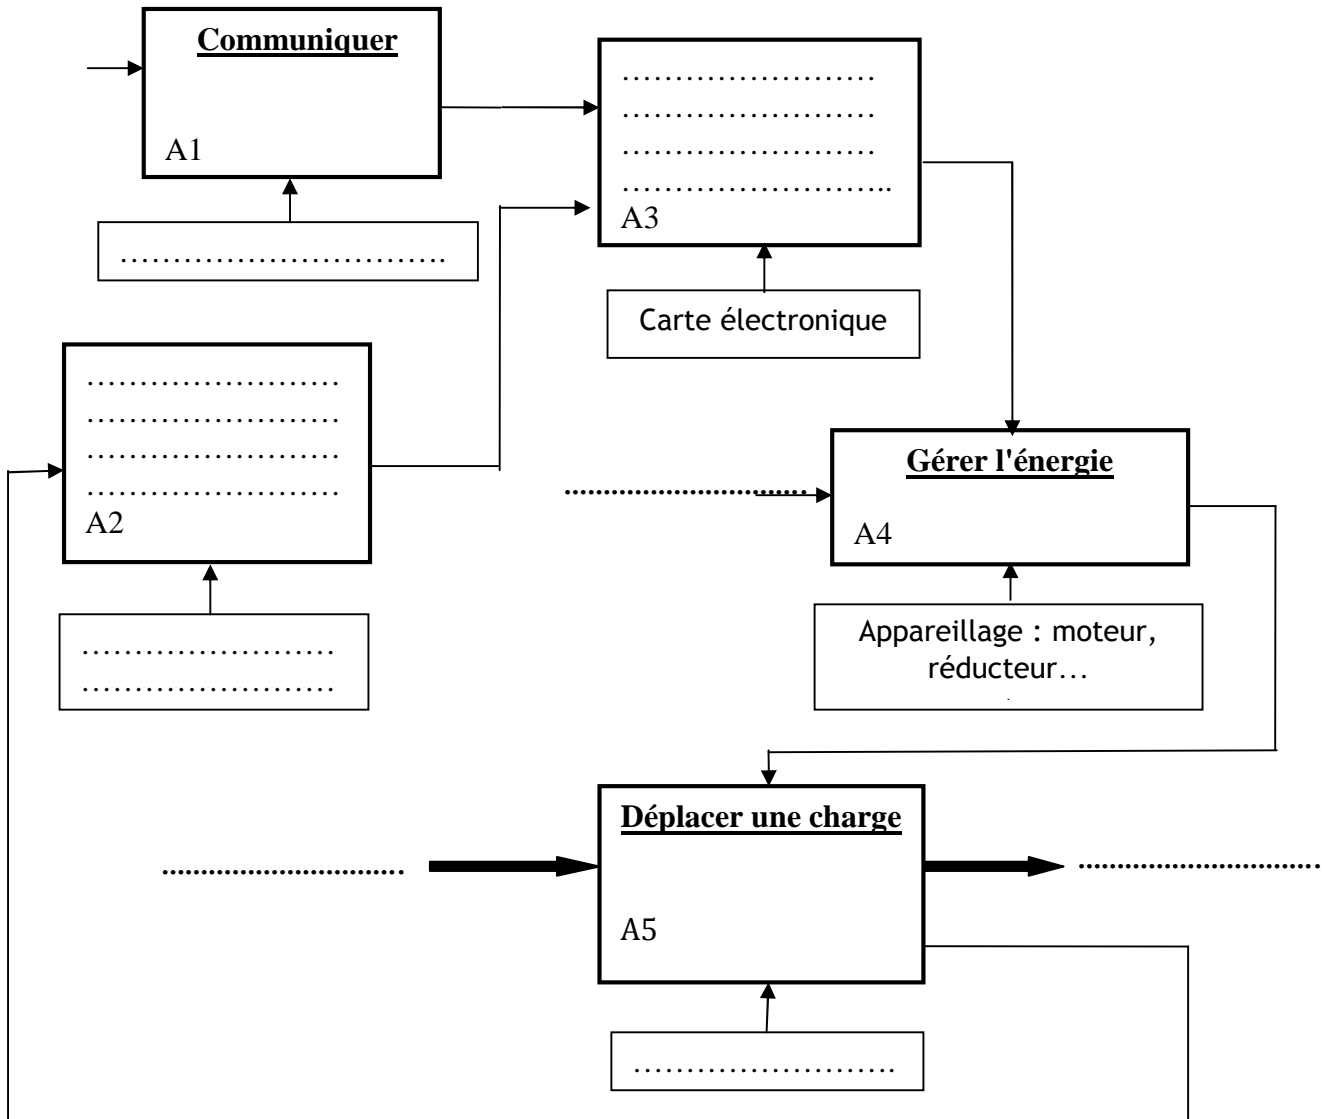 Communiquer
A1
…………………………
……………………
……………………
……………………
……………………..
A3
Carte électronique
……………………
……………………
……………………
……………………
A2
……………………
……………………
…………………………
Gérer l'énergie
A4
Appareillage : moteur,
réducteur…
.
…………………………
Déplacer une charge
A5
…………………………
……………………